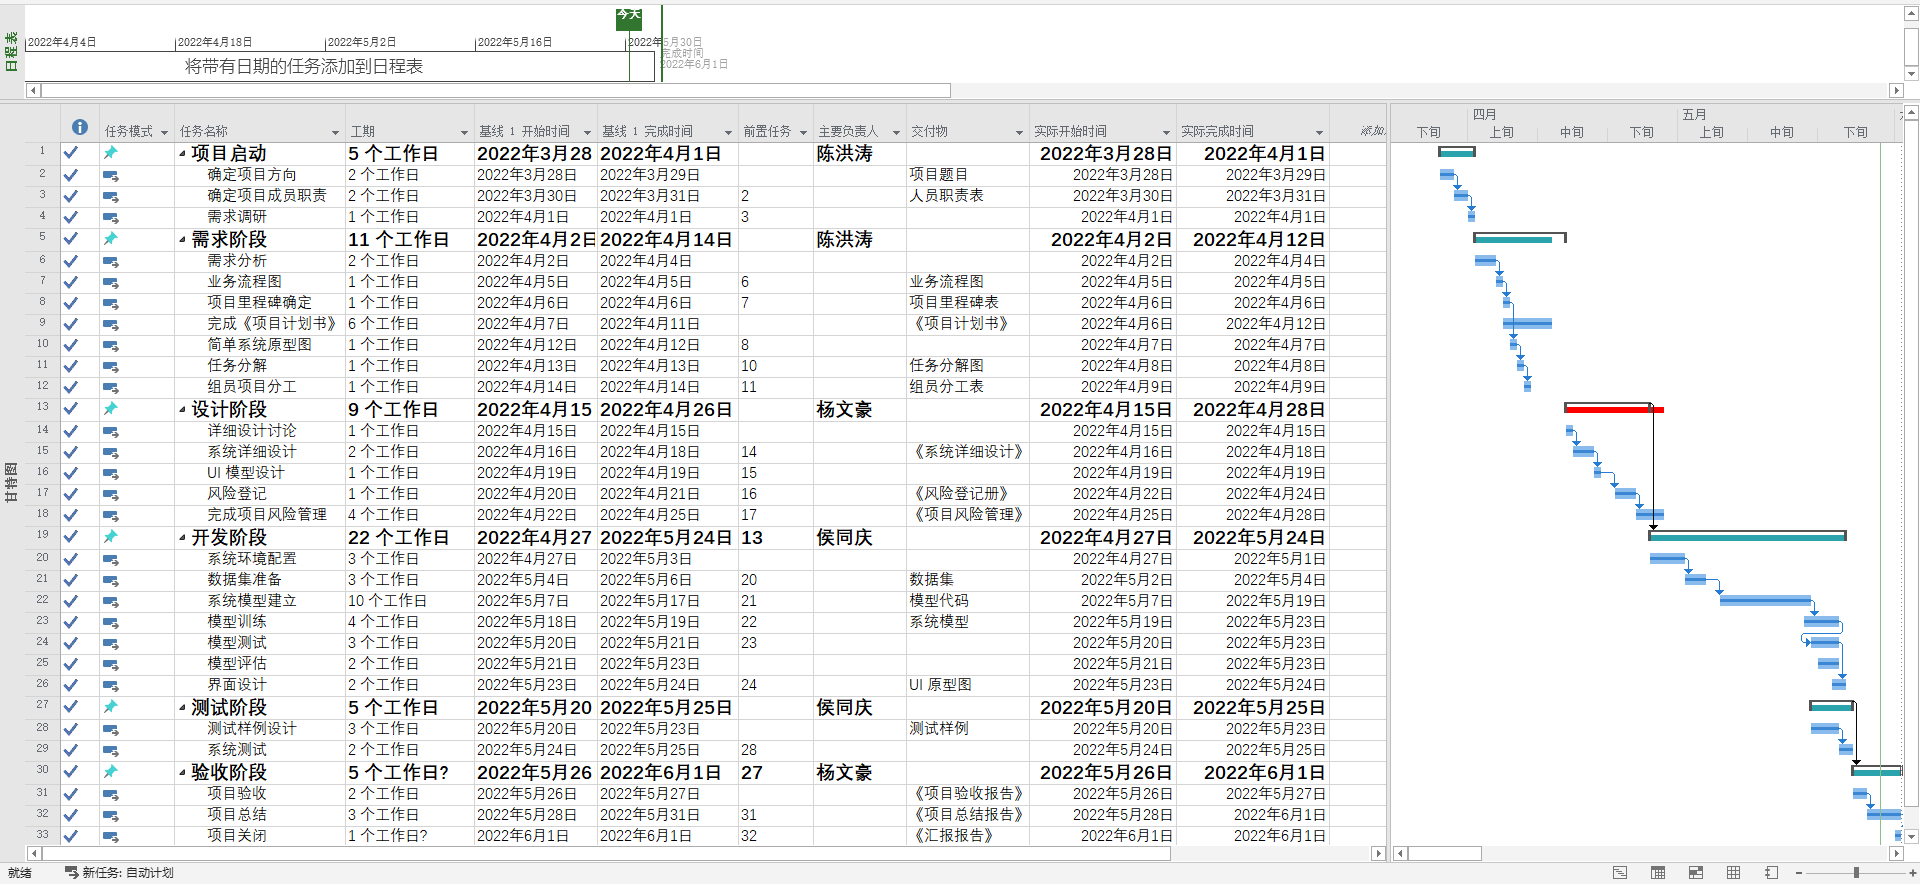 日程表
今天
2022年4月4日 2022年4月18日 2022年5月2日 2022年5月16日 2022年5月30日
完成时间
2022年6月1日
将带有日期的任务添加到日程表
甘特图
任务模式 任务名称 工期 基线 1 开始时间 基线 1 完成时间 前置任务 主要负责人 交付物 实际开始时间 实际完成时间 添加
四月 五月
下旬 上旬 中旬 下旬 上旬 中旬 下旬
1 项目启动 5 个工作日 2022年3月28 2022年4月1日 陈洪涛 2022年3月28日 2022年4月1日
2 确定项目方向 2 个工作日 2022年3月28日 2022年3月29日 项目题目 2022年3月28日 2022年3月29日
3 确定项目成员职责 2 个工作日 2022年3月30日 2022年3月31日 2 人员职责表 2022年3月30日 2022年3月31日
4 需求调研 1 个工作日 2022年4月1日 2022年4月1日 3 2022年4月1日 2022年4月1日
5 需求阶段 11 个工作日 2022年4月2日 2022年4月14日 陈洪涛 2022年4月2日 2022年4月12日
6 需求分析 2 个工作日 2022年4月2日 2022年4月4日 2022年4月2日 2022年4月4日
7 业务流程图 1 个工作日 2022年4月5日 2022年4月5日 6 业务流程图 2022年4月5日 2022年4月5日
8 项目里程碑确定 1 个工作日 2022年4月6日 2022年4月6日 7 项目里程碑表 2022年4月6日 2022年4月6日
9 完成《项目计划书》 6 个工作日 2022年4月7日 2022年4月11日 《项目计划书》 2022年4月6日 2022年4月12日
10 简单系统原型图 1 个工作日 2022年4月12日 2022年4月12日 8 2022年4月7日 2022年4月7日
11 任务分解 1 个工作日 2022年4月13日 2022年4月13日 10 任务分解图 2022年4月8日 2022年4月8日
12 组员项目分工 1 个工作日 2022年4月14日 2022年4月14日 11 组员分工表 2022年4月9日 2022年4月9日
13 设计阶段 9 个工作日 2022年4月15 2022年4月26日 杨文豪 2022年4月15日 2022年4月28日
14 详细设计讨论 1 个工作日 2022年4月15日 2022年4月15日 2022年4月15日 2022年4月15日
15 系统详细设计 2 个工作日 2022年4月16日 2022年4月18日 14 《系统详细设计》 2022年4月16日 2022年4月18日
16 UI 模型设计 1 个工作日 2022年4月19日 2022年4月19日 15 2022年4月19日 2022年4月19日
17 风险登记 1 个工作日 2022年4月20日 2022年4月21日 16 《风险登记册》 2022年4月22日 2022年4月24日
18 完成项目风险管理 4 个工作日 2022年4月22日 2022年4月25日 17 《项目风险管理》 2022年4月25日 2022年4月28日
19 开发阶段 22 个工作日 2022年4月27 2022年5月24日 13 侯同庆 2022年4月27日 2022年5月24日
20 系统环境配置 3 个工作日 2022年4月27日 2022年5月3日 2022年4月27日 2022年5月1日
21 数据集准备 3 个工作日 2022年5月4日 2022年5月6日 20 数据集 2022年5月2日 2022年5月4日
22 系统模型建立 10 个工作日 2022年5月7日 2022年5月17日 21 模型代码 2022年5月7日 2022年5月19日
23 模型训练 4 个工作日 2022年5月18日 2022年5月19日 22 系统模型 2022年5月19日 2022年5月23日
24 模型测试 3 个工作日 2022年5月20日 2022年5月21日 23 2022年5月20日 2022年5月23日
25 模型评估 2 个工作日 2022年5月21日 2022年5月23日 2022年5月21日 2022年5月23日
26 界面设计 2 个工作日 2022年5月23日 2022年5月24日 24 UI 原型图 2022年5月23日 2022年5月24日
27 测试阶段 5 个工作日 2022年5月20 2022年5月25日 侯同庆 2022年5月20日 2022年5月25日
28 测试样例设计 3 个工作日 2022年5月20日 2022年5月23日 测试样例 2022年5月20日 2022年5月23日
29 系统测试 2 个工作日 2022年5月24日 2022年5月25日 28 2022年5月24日 2022年5月25日
30 验收阶段 5 个工作日? 2022年5月26 2022年6月1日 27 杨文豪 2022年5月26日 2022年6月1日
31 项目验收 2 个工作日 2022年5月26日 2022年5月27日 《项目验收报告》 2022年5月26日 2022年5月27日
32 项目总结 3 个工作日 2022年5月28日 2022年5月31日 31 《项目总结报告》 2022年5月28日 2022年6月1日
33 项目关闭 1 个工作日? 2022年6月1日 2022年6月1日 32 《汇报报告》 2022年6月1日 2022年6月1日
就绪 新任务: 自动计划